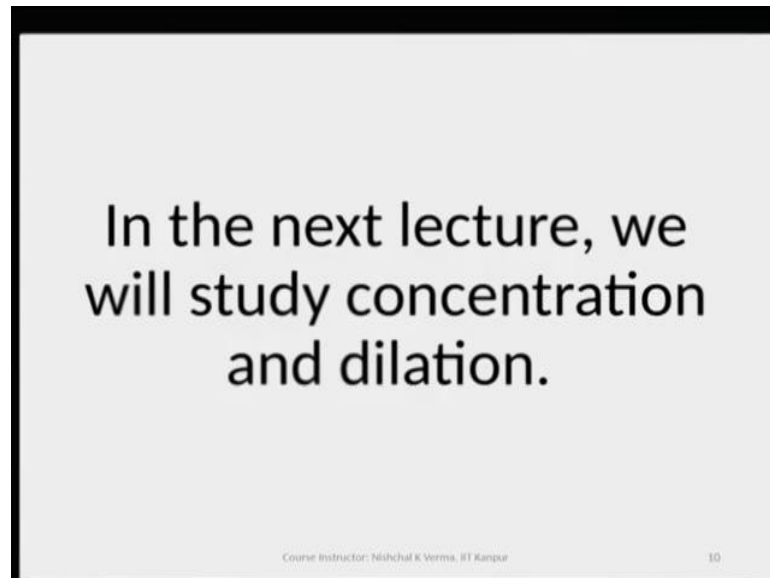 In the next lecture, we
will study concentration
and dilation.
Course Instructor: Nishchal K Verma, IIT Kanpur
10